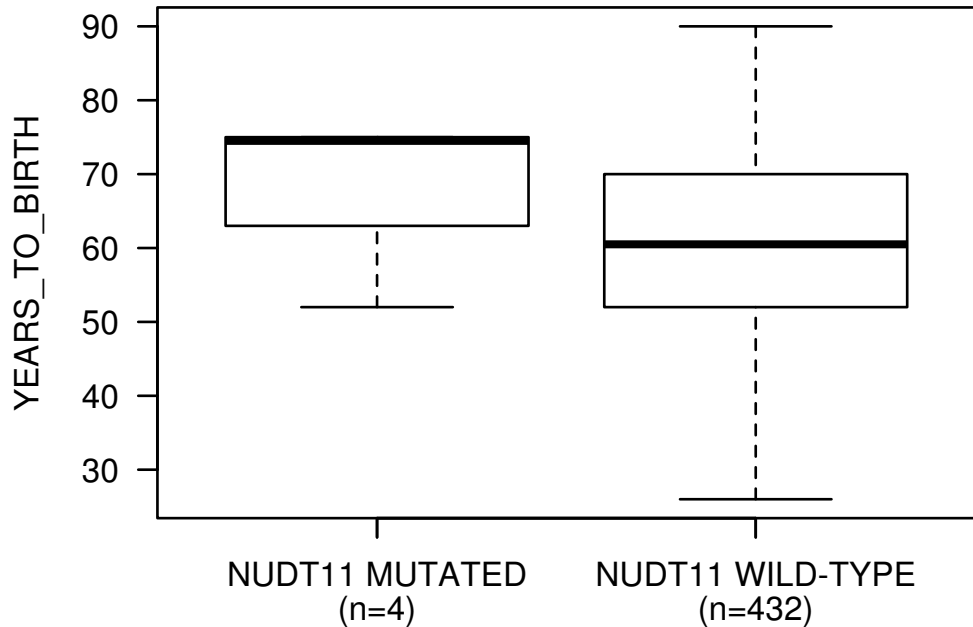 YEARS_TO_BIRTH
90
80
70
60
50
40
30
NUDT11 MUTATED
(n=4)
NUDT11 WILD-TYPE
(n=432)